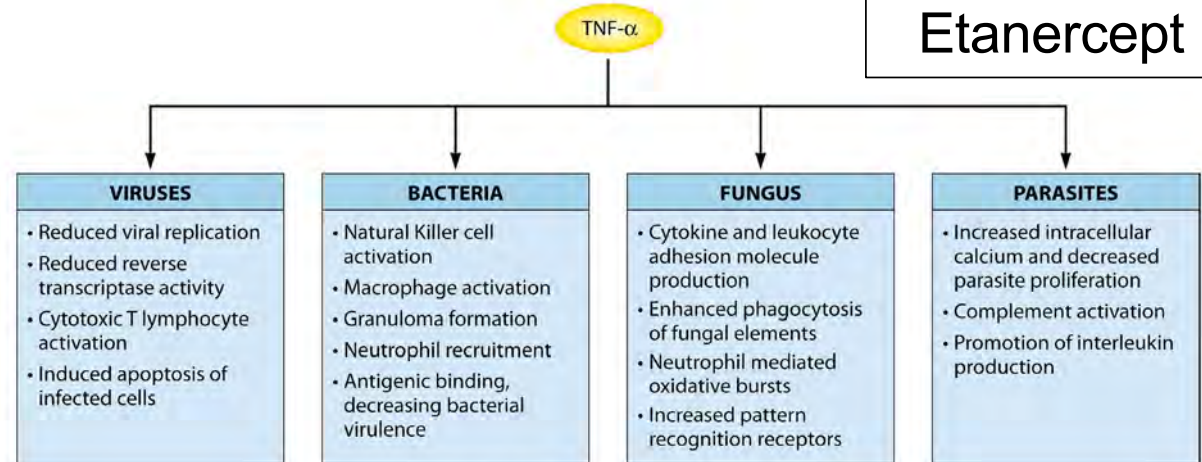 TNF-α
Etanercept
VIRUSES
• Reduced viral replication
• Reduced reverse
transcriptase activity
• Cytotoxic T lymphocyte
activation
• Induced apoptosis of
infected cells
BACTERIA
• Natural Killer cell
activation
• Macrophage activation
• Granuloma formation
• Neutrophil recruitment
• Antigenic binding,
decreasing bacterial
virulence
FUNGUS
• Cytokine and leukocyte
adhesion molecule
production
• Enhanced phagocytosis
of fungal elements
• Neutrophil mediated
oxidative bursts
• Increased pattern
recognition receptors
PARASITES
• Increased intracellular
calcium and decreased
parasite proliferation
• Complement activation
• Promotion of interleukin
production